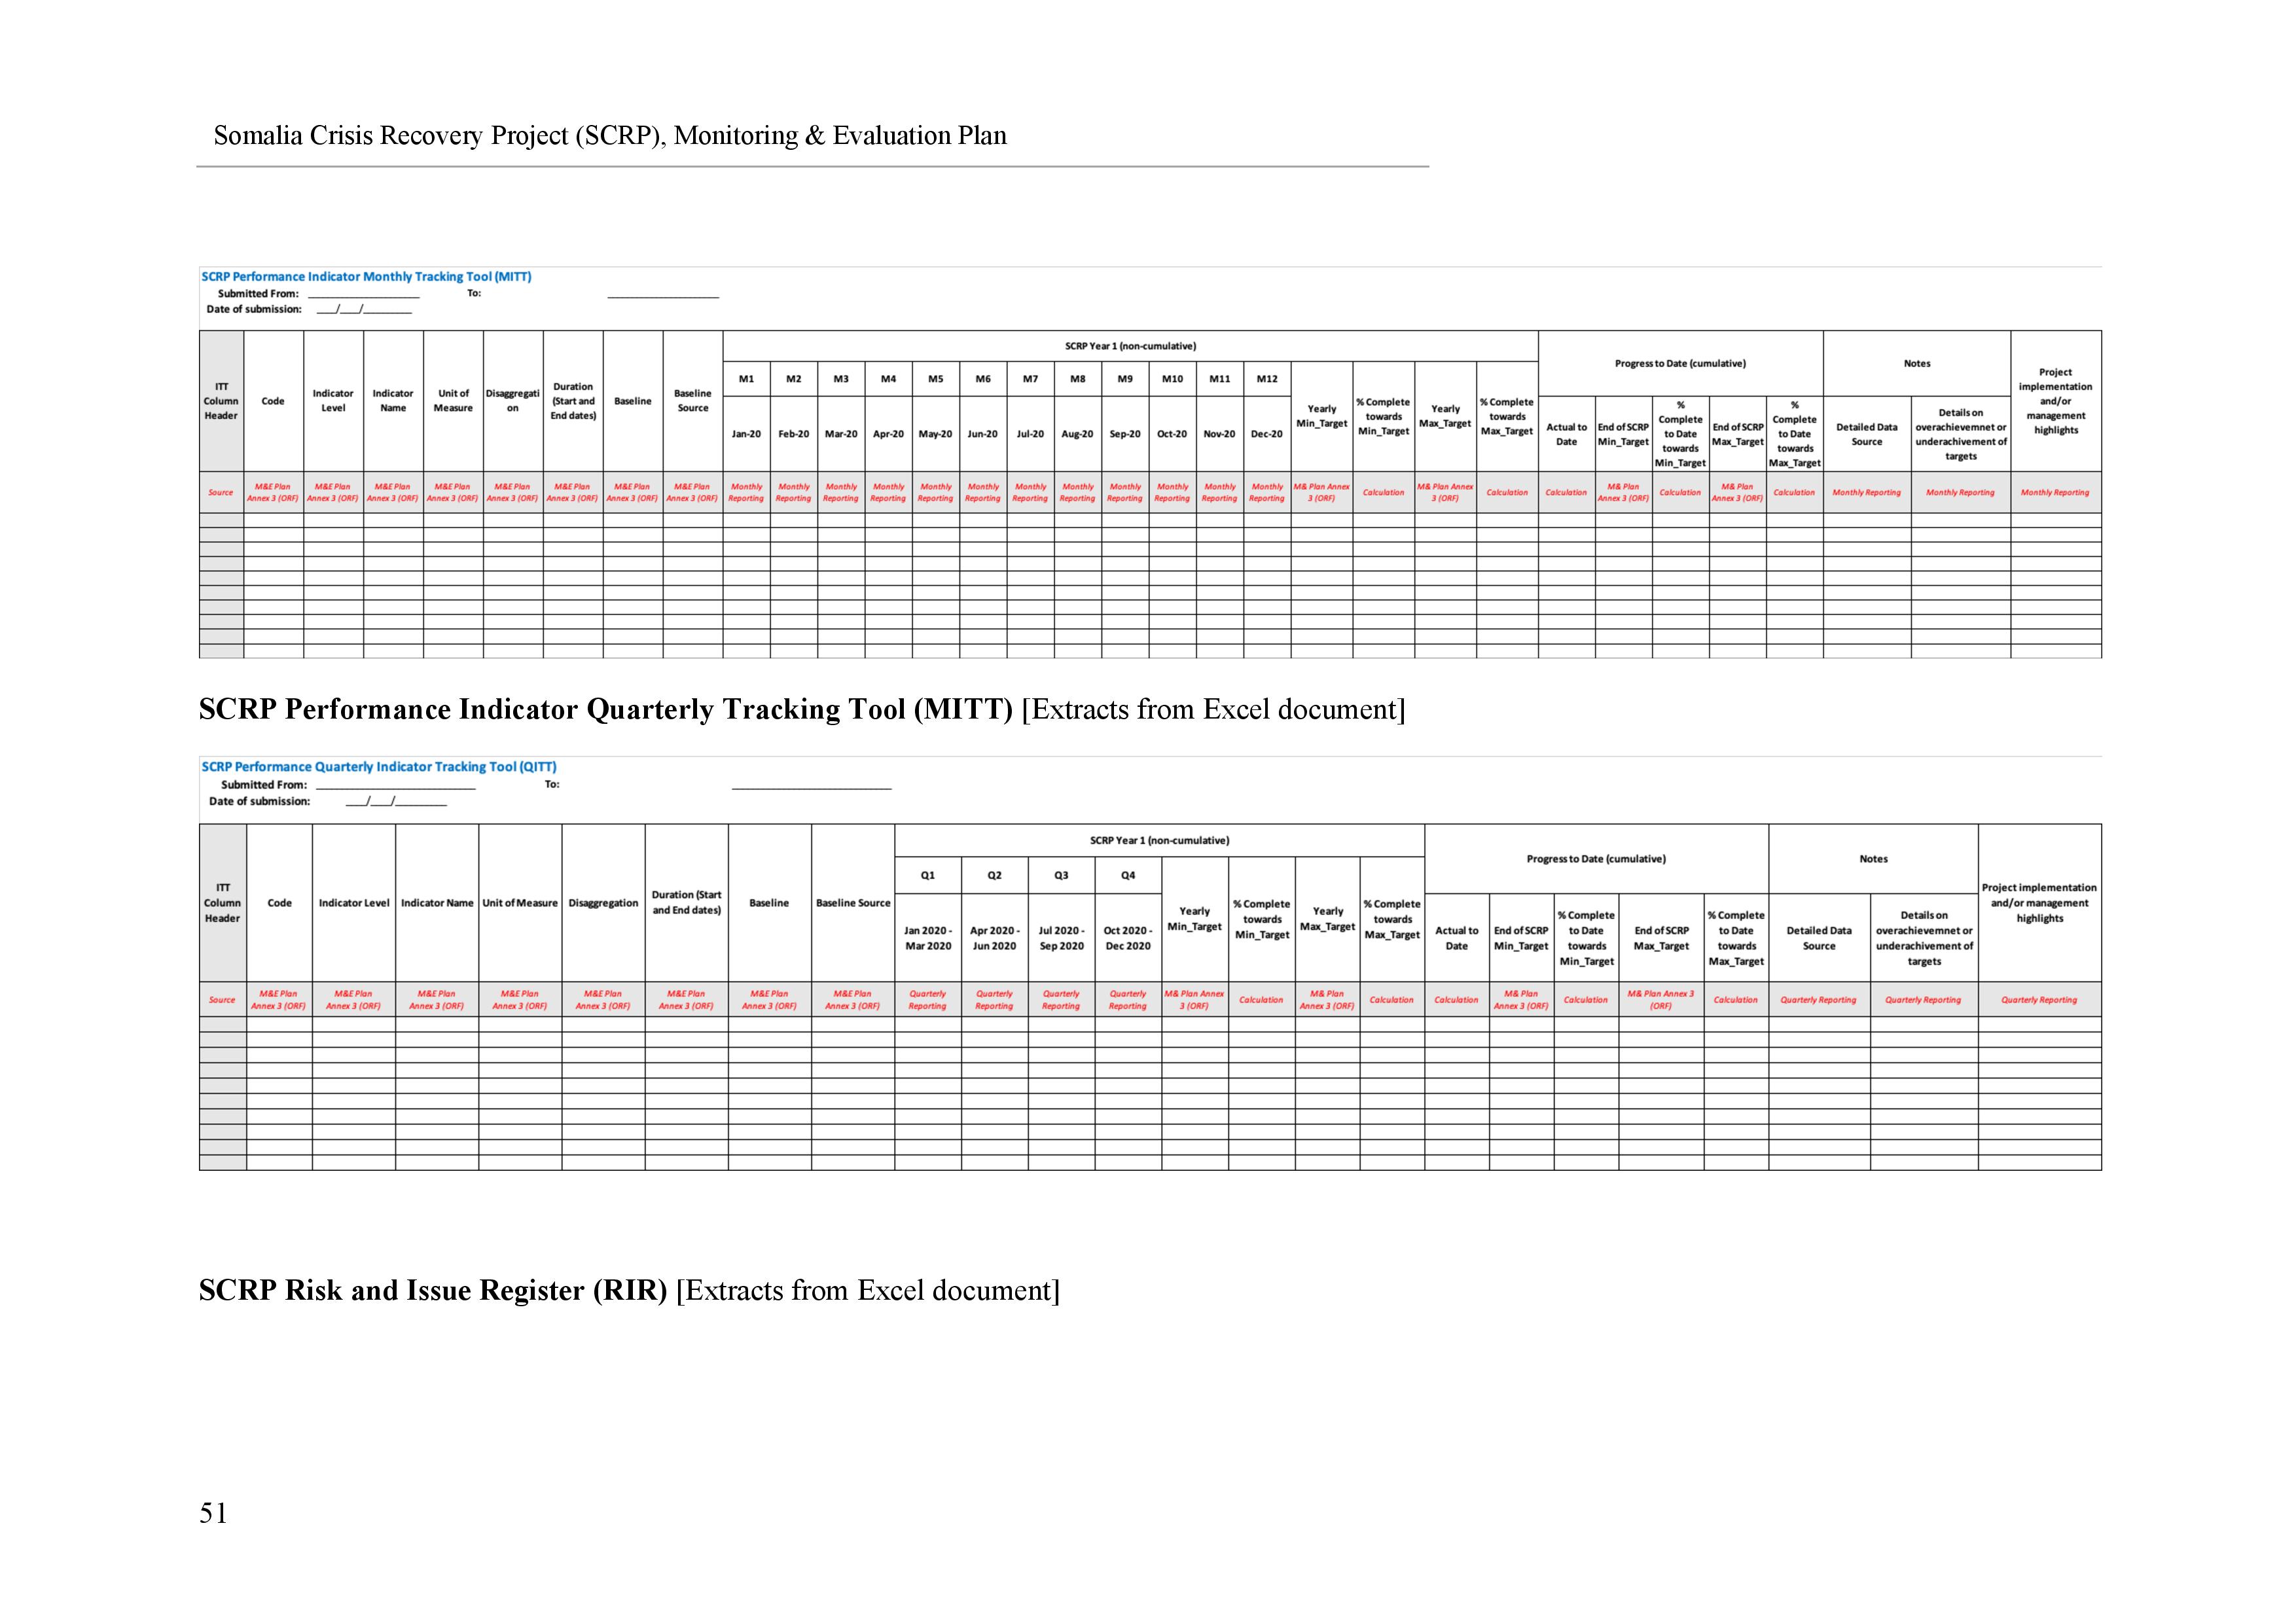 Somalia Crisis Recovery Project (SCRP), Monitoring & Evaluation Plan
SCRP Performance Indicator Monthly Tracking Tool (MITT)
Submitted From: ____________________ To: ____________________
Date of submission: ___/___/________
ITT Column Header
Code
Indicator Level
Indicator Name
Unit of Measure
Disaggregati on
Duration (Start and End dates)
Baseline
Baseline Source
SCRP Year 1 (non-cumulative)
M1 M2 M3 M4 M5 M6 M7 M8 M9 M10 M11 M12
Jan-20 Feb-20 Mar-20 Apr-20 May-20 Jun-20 Jul-20 Aug-20 Sep-20 Oct-20 Nov-20 Dec-20
Yearly Min_Target
% Complete towards Min_Target
Yearly Max_Target
% Complete towards Max_Target
Progress to Date (cumulative)
Actual to Date
End of SCRP Min_Target
% Complete to Date towards Min_Target
End of SCRP Max_Target
% Complete to Date towards Max_Target
Notes
Detailed Data Source
Details on overachievemnet or underachivement of targets
Project implementation and/or management highlights
Source
M&E Plan Annex 3 (ORF) M&E Plan Annex 3 (ORF) M&E Plan Annex 3 (ORF) M&E Plan Annex 3 (ORF) M&E Plan Annex 3 (ORF) M&E Plan Annex 3 (ORF) M&E Plan Annex 3 (ORF) M&E Plan Annex 3 (ORF)
Monthly Reporting Monthly Reporting Monthly Reporting Monthly Reporting Monthly Reporting Monthly Reporting Monthly Reporting Monthly Reporting Monthly Reporting Monthly Reporting Monthly Reporting Monthly Reporting
M& Plan Annex 3 (ORF) Calculation M& Plan Annex 3 (ORF) Calculation Calculation M& Plan Annex 3 (ORF) Calculation M& Plan Annex 3 (ORF) Calculation Monthly Reporting Monthly Reporting Monthly Reporting
SCRP Performance Indicator Quarterly Tracking Tool (MITT) [Extracts from Excel document]
SCRP Performance Quarterly Indicator Tracking Tool (QITT)
Submitted From: ____________________ To: ____________________
Date of submission: ___/___/________
ITT Column Header
Code
Indicator Level
Indicator Name
Unit of Measure
Disaggregation
Duration (Start and End dates)
Baseline
Baseline Source
SCRP Year 1 (non-cumulative)
Q1 Q2 Q3 Q4
Jan 2020 - Mar 2020
Apr 2020 - Jun 2020
Jul 2020 - Sep 2020
Oct 2020 - Dec 2020
Yearly Min_Target
% Complete towards Min_Target
Yearly Max_Target
% Complete towards Max_Target
Progress to Date (cumulative)
Actual to Date
End of SCRP Min_Target
% Complete to Date towards Min_Target
End of SCRP Max_Target
% Complete to Date towards Max_Target
Notes
Detailed Data Source
Details on overachievemnet or underachivement of targets
Project implementation and/or management highlights
Source
M&E Plan Annex 3 (ORF) M&E Plan Annex 3 (ORF) M&E Plan Annex 3 (ORF) M&E Plan Annex 3 (ORF) M&E Plan Annex 3 (ORF) M&E Plan Annex 3 (ORF) M&E Plan Annex 3 (ORF) M&E Plan Annex 3 (ORF)
Quarterly Reporting Quarterly Reporting Quarterly Reporting Quarterly Reporting
M& Plan Annex 3 (ORF) Calculation M& Plan Annex 3 (ORF) Calculation Calculation M& Plan Annex 3 (ORF) Calculation M& Plan Annex 3 (ORF) Calculation Quarterly Reporting Quarterly Reporting Quarterly Reporting
SCRP Risk and Issue Register (RIR) [Extracts from Excel document]
51